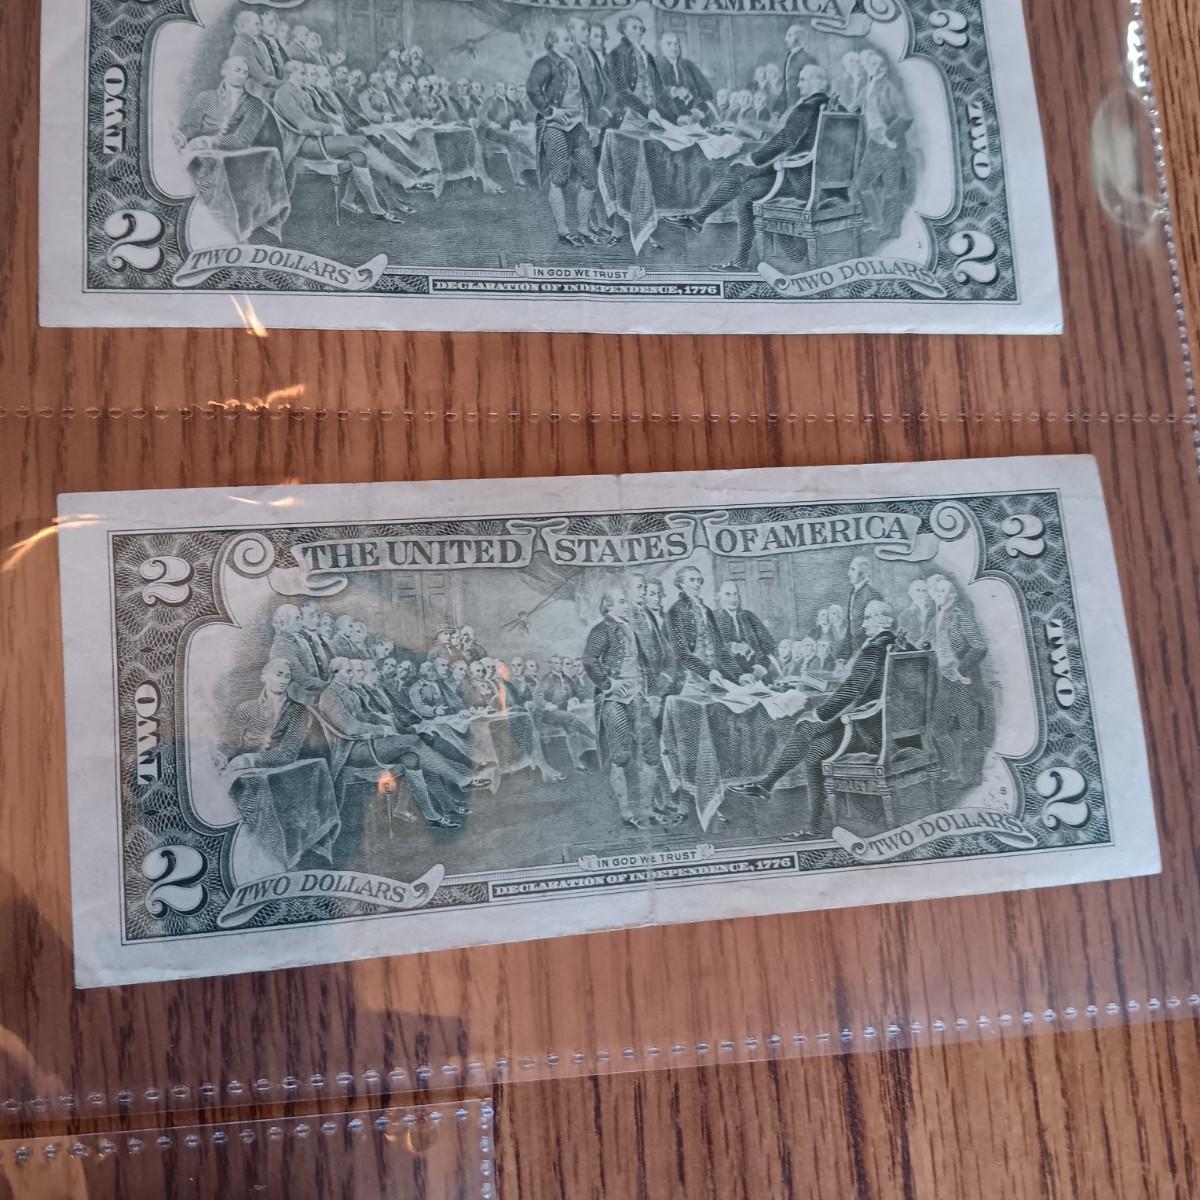 STATES OF AMERICA
2
TWO
TWO
2
2
TWO DOLLARS
IN GOD WE TRUST
DECLARATION OF INDEPENDENCE, 1776
TWO DOLLARS
1
THE UNITED STATES OF AMERICA
2
2
TWO
TWO
2
2
TWO DOLLARS
IN GOD WE TRUST
DECLARATION OF INDEPENDENCE, 1776
TWO DOLLARS